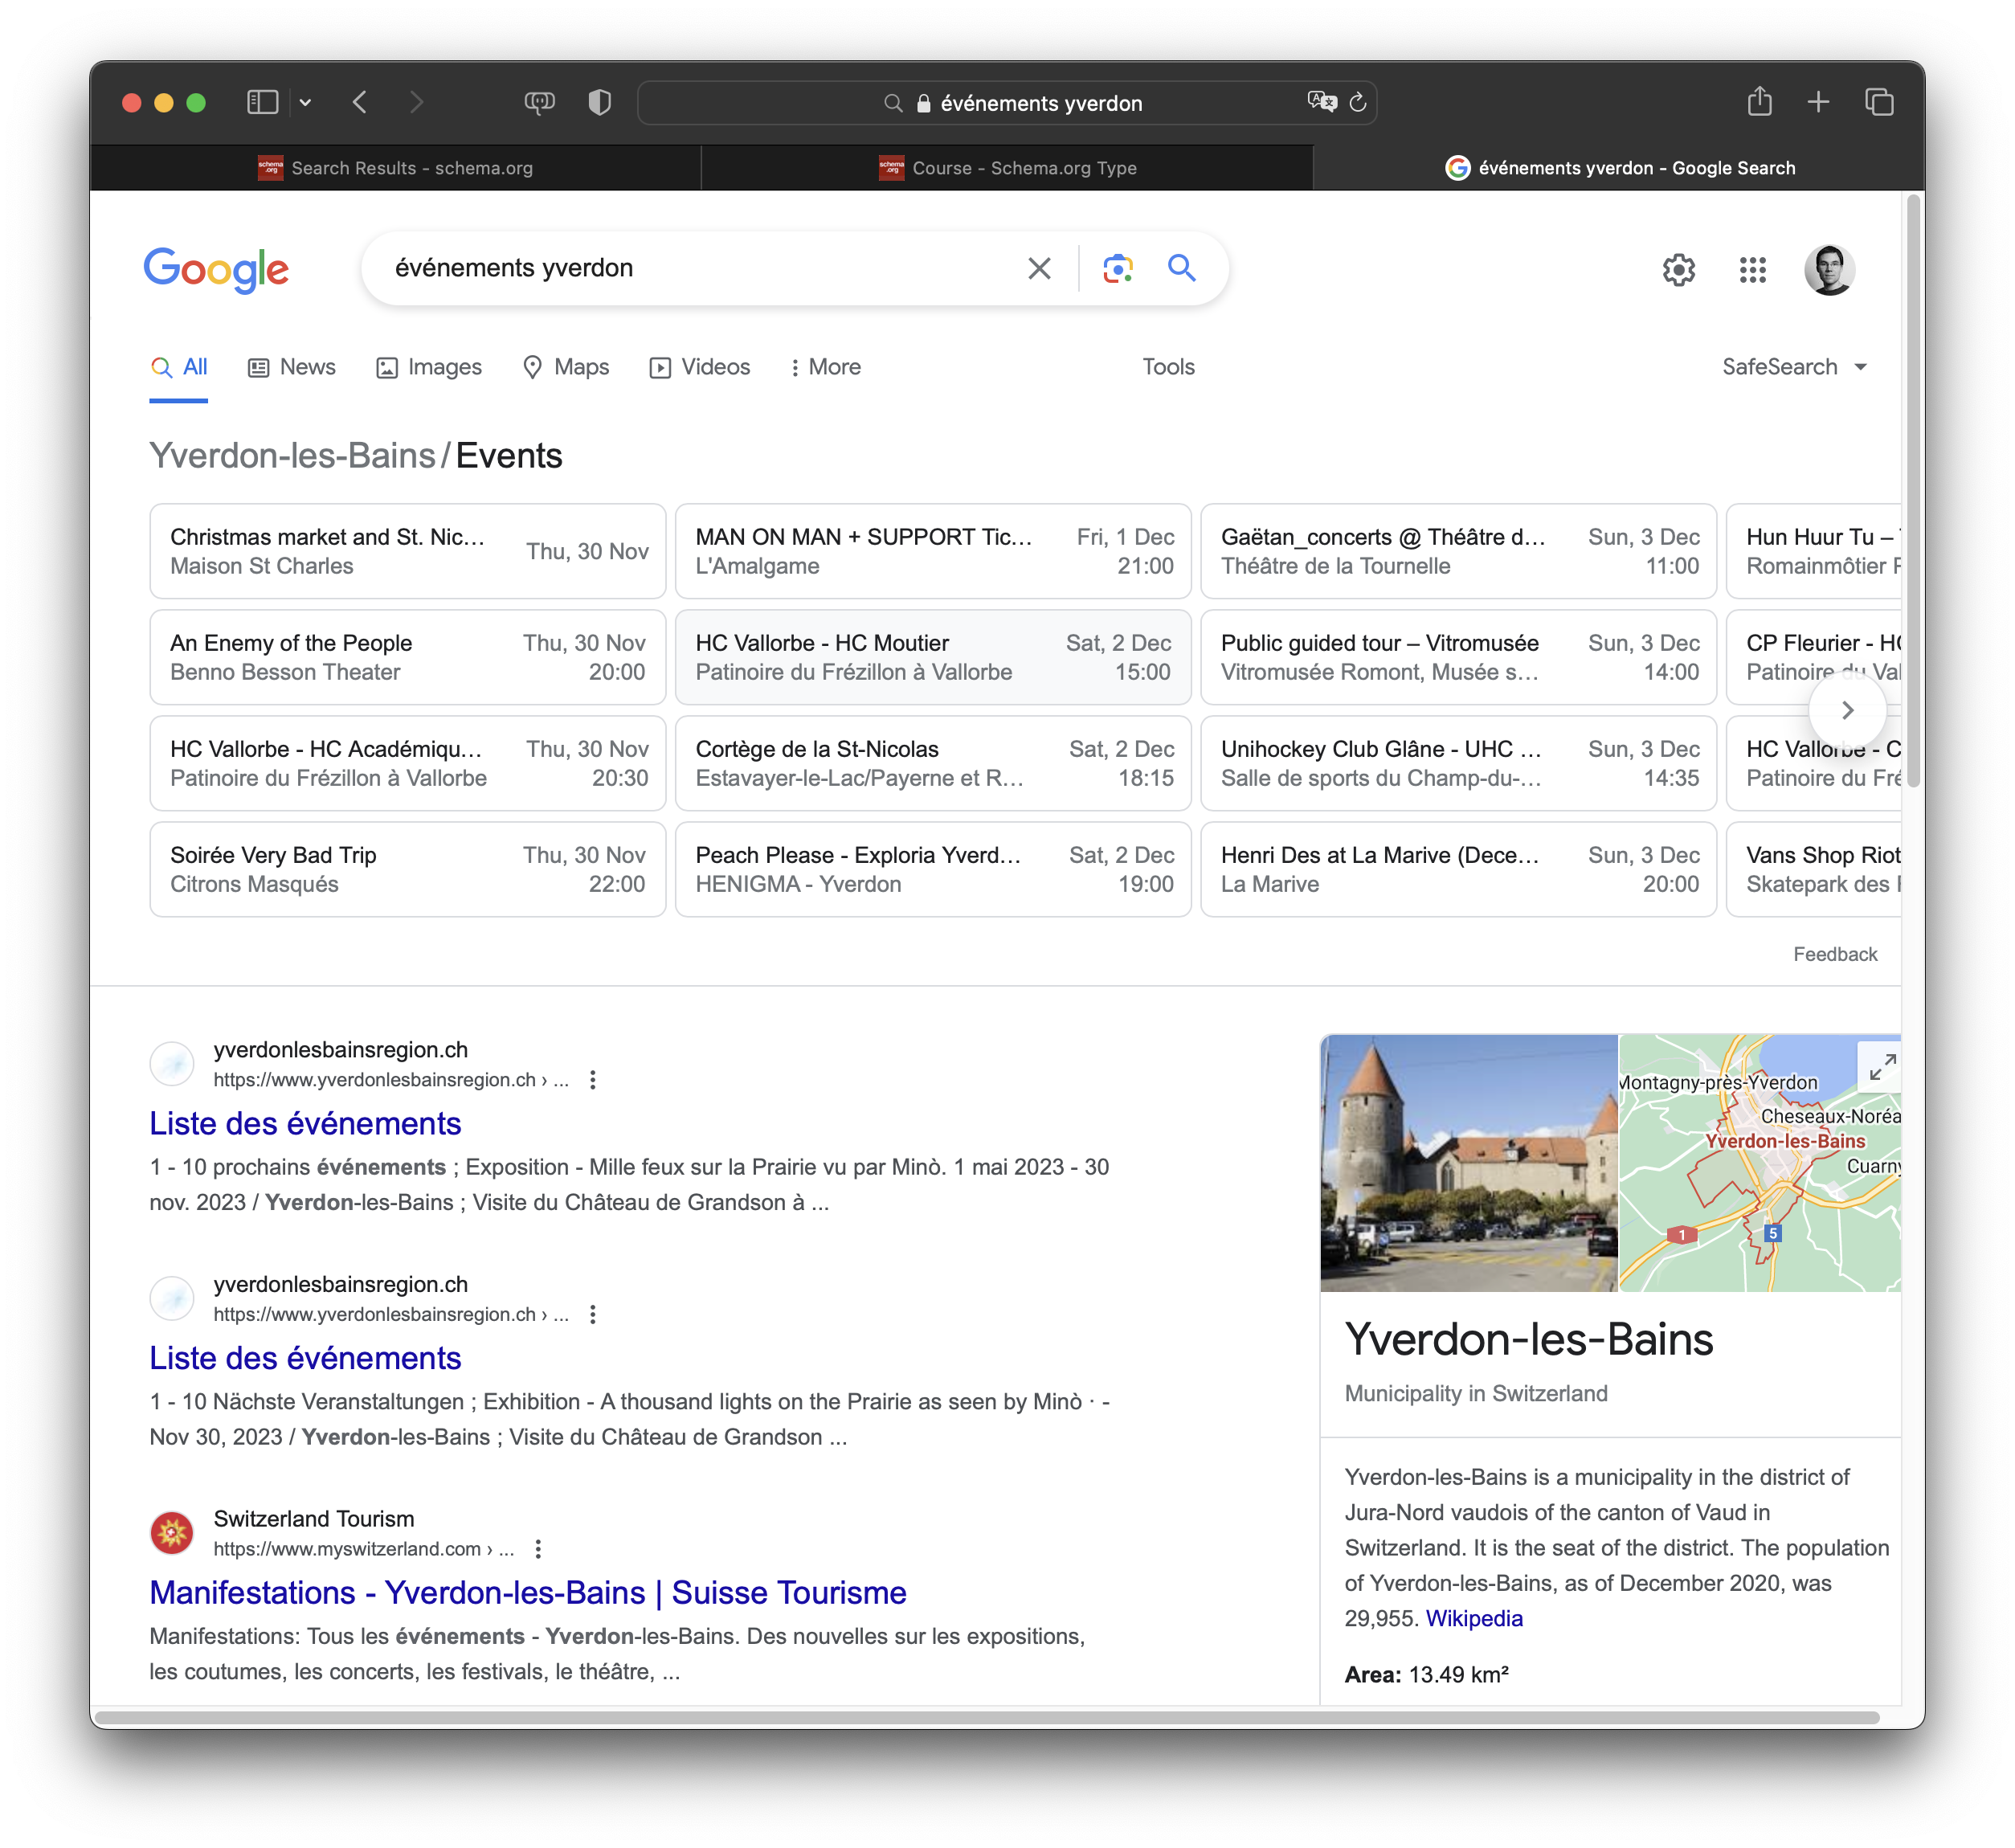 événements yverdon
schema.org Search Results - schema.org
schema.org Course - Schema.org Type
événements yverdon - Google Search
Google
événements yverdon
All News Images Maps Videos More Tools SafeSearch
Yverdon-les-Bains / Events
Christmas market and St. Nic... Thu, 30 Nov
Maison St Charles
MAN ON MAN + SUPPORT Tic... Fri, 1 Dec
L'Amalgame 21:00
Gaëtan_concerts @ Théâtre d... Sun, 3 Dec
Théâtre de la Tournelle 11:00
Hun Huur Tu –
Romainmôtier
An Enemy of the People Thu, 30 Nov
Benno Besson Theater 20:00
HC Vallorbe - HC Moutier Sat, 2 Dec
Patinoire du Frézillon à Vallorbe 15:00
Public guided tour – Vitromusée Sun, 3 Dec
Vitromusée Romont, Musée s... 14:00
CP Fleurier - HC
Patinoire du Val
HC Vallorbe - HC Académiqu... Thu, 30 Nov
Patinoire du Frézillon à Vallorbe 20:30
Cortège de la St-Nicolas Sat, 2 Dec
Estavayer-le-Lac/Payerne et R... 18:15
Unihockey Club Glâne - UHC ... Sun, 3 Dec
Salle de sports du Champ-du-... 14:35
HC Vallorbe - C
Patinoire du Fré
Soirée Very Bad Trip Thu, 30 Nov
Citrons Masqués 22:00
Peach Please - Exploria Yverd... Sat, 2 Dec
HENIGMA - Yverdon 19:00
Henri Des at La Marive (Dece... Sun, 3 Dec
La Marive 20:00
Vans Shop Riot
Skatepark des
Feedback
yverdonlesbainsregion.ch
https://www.yverdonlesbainsregion.ch › ...
Liste des événements
1 - 10 prochains événements ; Exposition - Mille feux sur la Prairie vu par Minò. 1 mai 2023 - 30
nov. 2023 / Yverdon-les-Bains ; Visite du Château de Grandson à ...
yverdonlesbainsregion.ch
https://www.yverdonlesbainsregion.ch › ...
Liste des événements
1 - 10 Nächste Veranstaltungen ; Exhibition - A thousand lights on the Prairie as seen by Minò · -
Nov 30, 2023 / Yverdon-les-Bains ; Visite du Château de Grandson ...
Switzerland Tourism
https://www.myswitzerland.com › ...
Manifestations - Yverdon-les-Bains | Suisse Tourisme
Manifestations: Tous les événements - Yverdon-les-Bains. Des nouvelles sur les expositions,
les coutumes, les concerts, les festivals, le théâtre, ...
Montagny-près-Yverdon
Cheseaux-Noréa
Yverdon-les-Bains
Cuarny
1
5
Yverdon-les-Bains
Municipality in Switzerland
Yverdon-les-Bains is a municipality in the district of
Jura-Nord vaudois of the canton of Vaud in
Switzerland. It is the seat of the district. The population
of Yverdon-les-Bains, as of December 2020, was
29,955. Wikipedia
Area: 13.49 km²